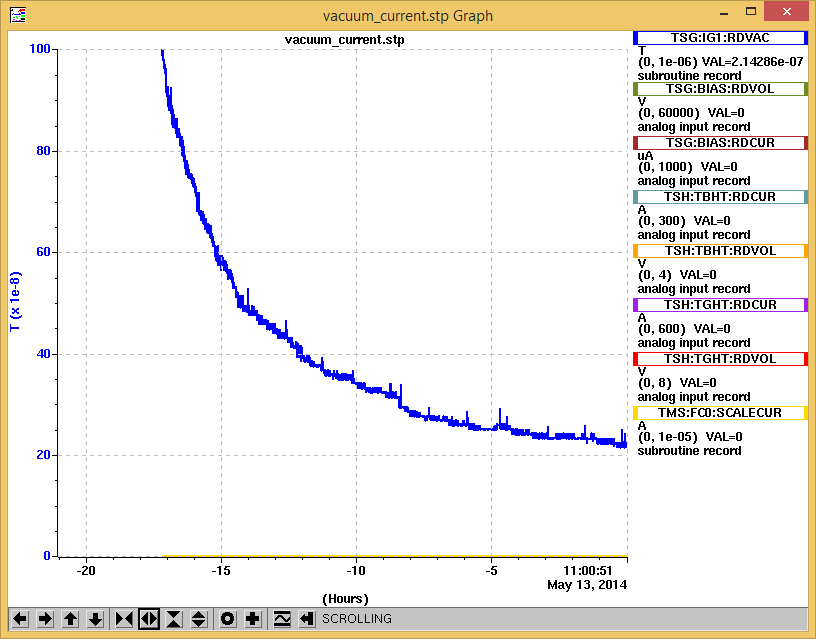 vacuum_current.stp Graph
vacuum_current.stp
100
80
60
40
20
0
T (x 1e-8)
-20 -15 -10 -5 11:00:51
May 13, 2014
(Hours)
TSG:IG1:RDVAC
T
(0, 1e-06) VAL=2.14286e-07
subroutine record
TSG:BIAS:RDVOL
V
(0, 60000) VAL=0
analog input record
TSG:BIAS:RDCUR
uA
(0, 1000) VAL=0
analog input record
TSH:TBHT:RDCUR
A
(0, 300) VAL=0
analog input record
TSH:TBHT:RDVOL
V
(0, 4) VAL=0
analog input record
TSH:TGHT:RDCUR
A
(0, 600) VAL=0
analog input record
TSH:TGHT:RDVOL
V
(0, 8) VAL=0
analog input record
TMS:FC0:SCALECUR
A
(0, 1e-05) VAL=0
subroutine record
SCROLLING